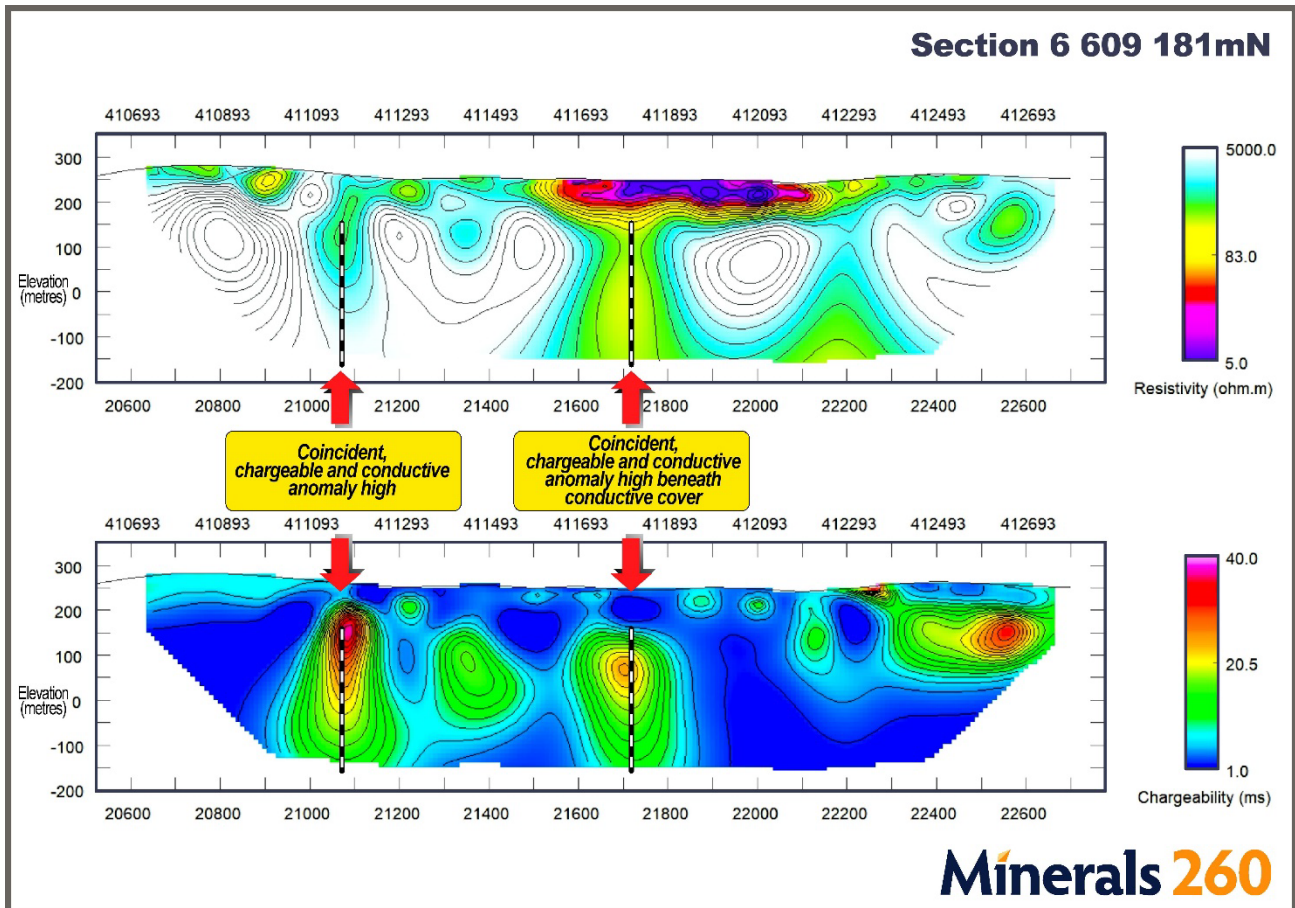 Section 6 609 181mN
410693 410893 411093 411293 411493 411693 411893 412093 412293 412493 412693
300
200
100
Elevation
(metres)
0
-100
-200
20600 20800 21000 21200 21400 21600 21800 22000 22200 22400 22600
5000.0
83.0
5.0
Resistivity (ohm.m)
Coincident,
chargeable and conductive
anomaly high
Coincident,
chargeable and conductive
anomaly high beneath
conductive cover
410693 410893 411093 411293 411493 411693 411893 412093 412293 412493 412693
300
200
100
Elevation
(metres)
0
-100
-200
20600 20800 21000 21200 21400 21600 21800 22000 22200 22400 22600
40.0
20.5
1.0
Chargeability (ms)
Minerals 260